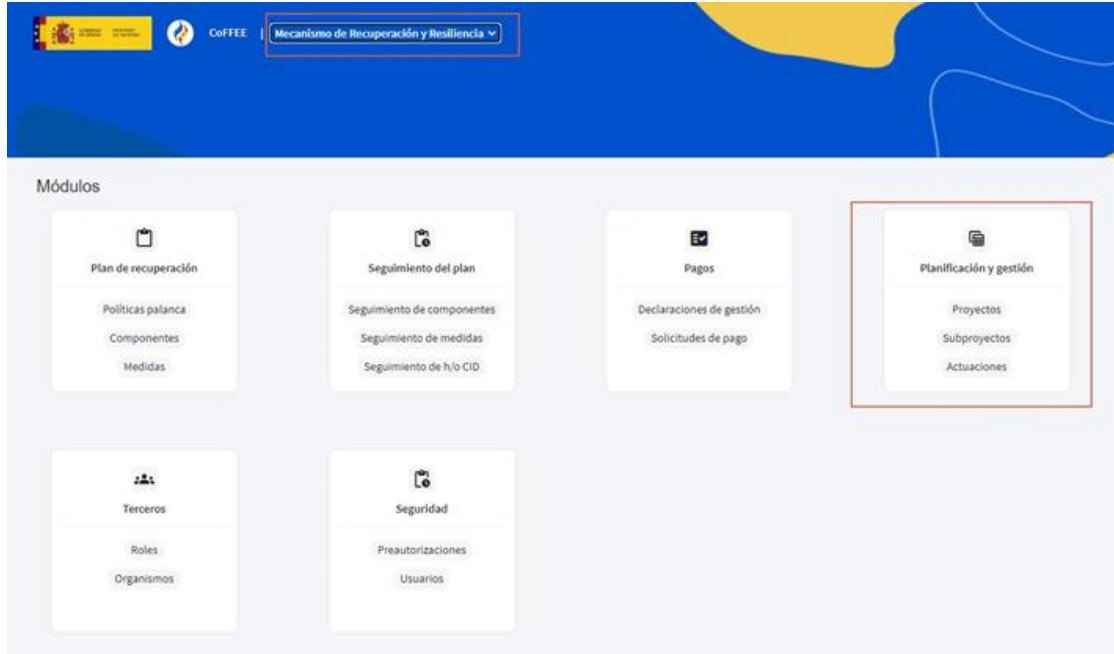 CoFFEE | Mecanismo de Recuperación y Resiliencia
Módulos
Plan de recuperación
Políticas palanca
Componentes
Medidas
Seguimiento del plan
Seguimiento de componentes
Seguimiento de medidas
Seguimiento de h/o CID
Pagos
Declaraciones de gestión
Solicitudes de pago
Planificación y gestión
Proyectos
Subproyectos
Actuaciones
Terceros
Roles
Organismos
Seguridad
Preautorizaciones
Usuarios